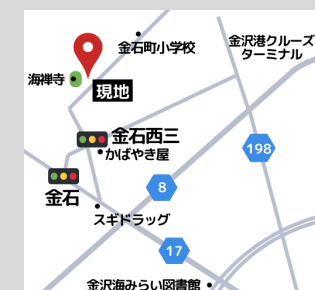 金石町小学校
金沢港クルーズ
ターミナル
海禅寺
現地
金石西三
かばやき屋
198
金石
8
スギドラッグ
17
金沢海みらい図書館